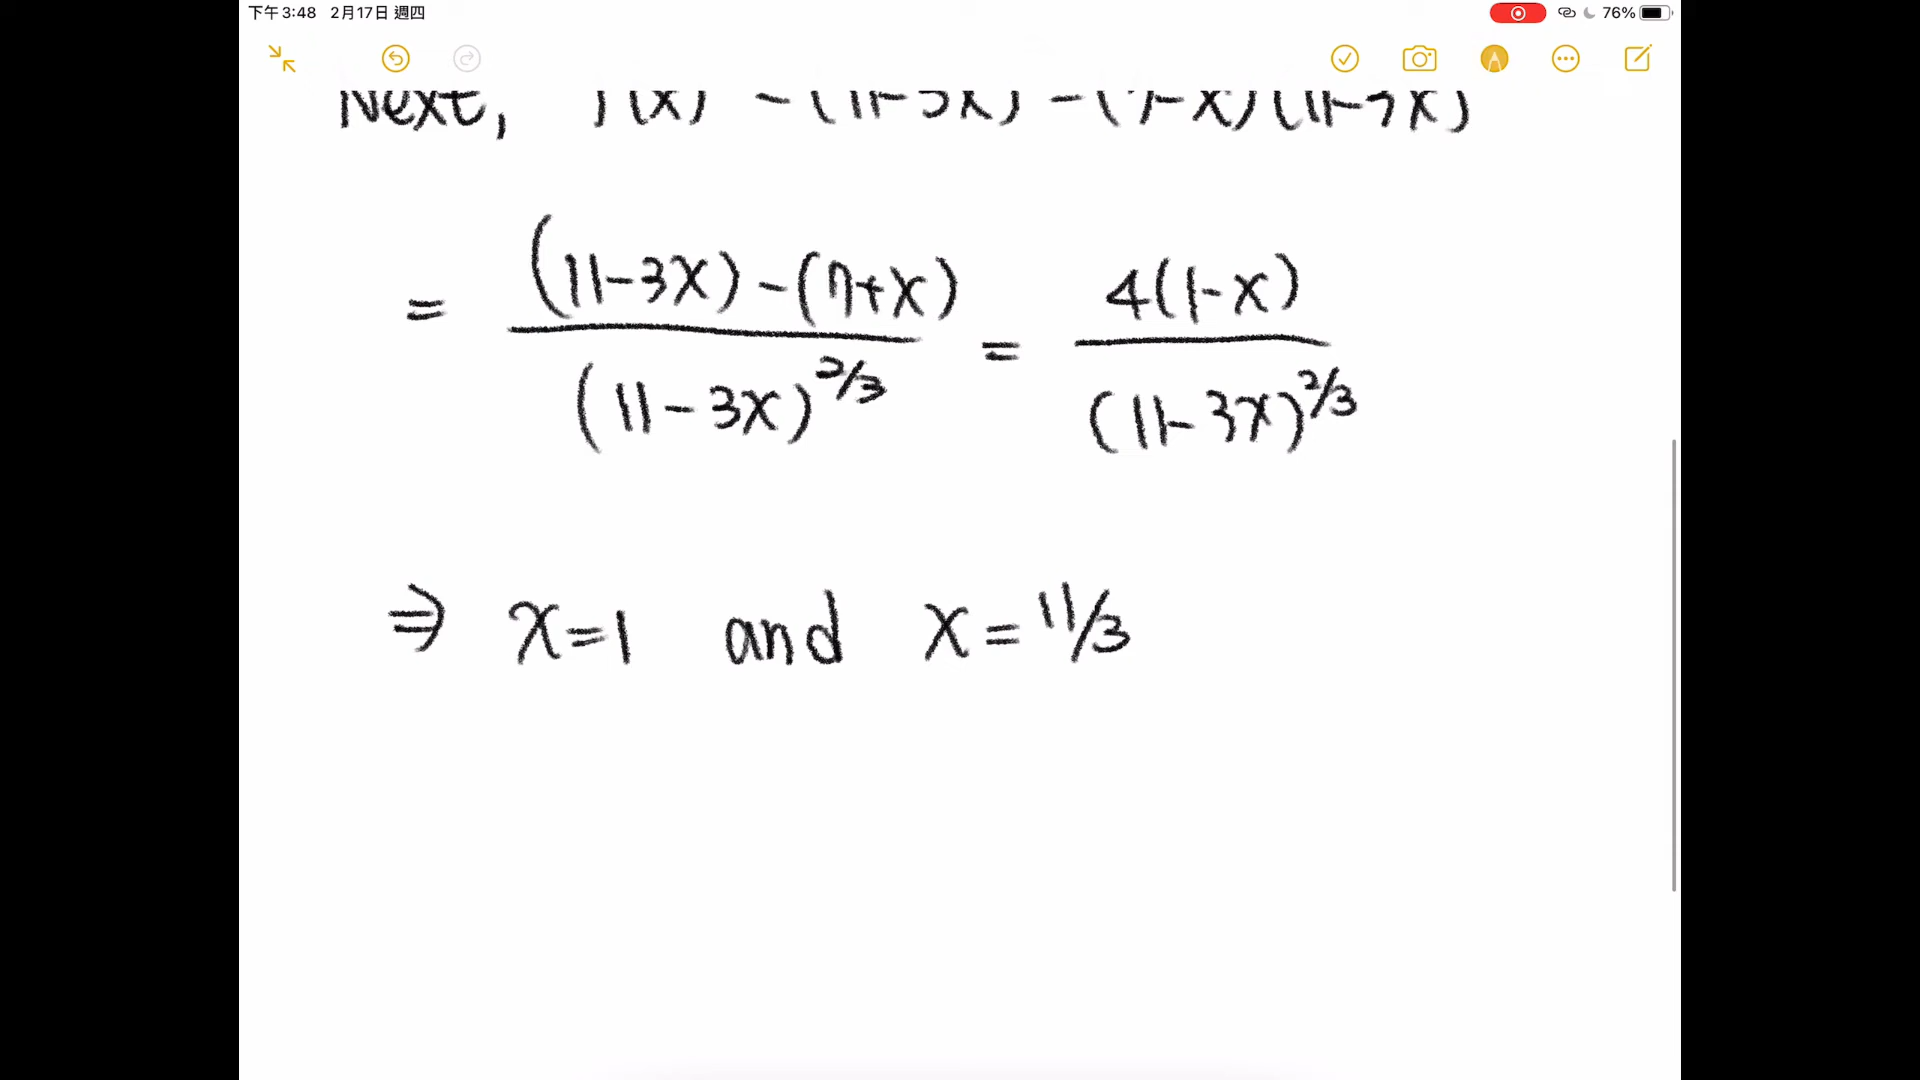 下午3:48 2月17日 週四 76%
Next,
= ((11-3x)-(7+x) / (11-3x)^2/3 = 4(1-x) / (11-3x)^2/3
⇒ x=1 and x=11/3